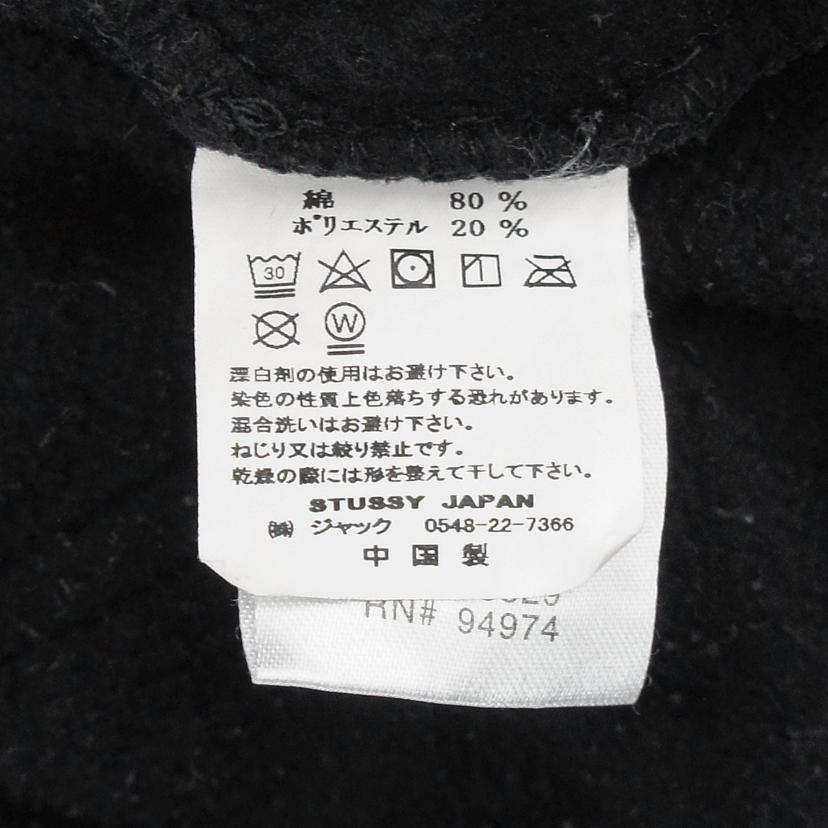 綿 80 %
ポリエステル 20 %
30
W
漂白剤の使用はお避け下さい。
染色の性質上色落ちする恐れがあります。
混合洗いはお避け下さい。
ねじり又は絞り禁止です。
乾燥の際には形を整えて干して下さい。
STUSSY JAPAN
㈱ ジャック 0548-22-7366
中国製
RN# 94974